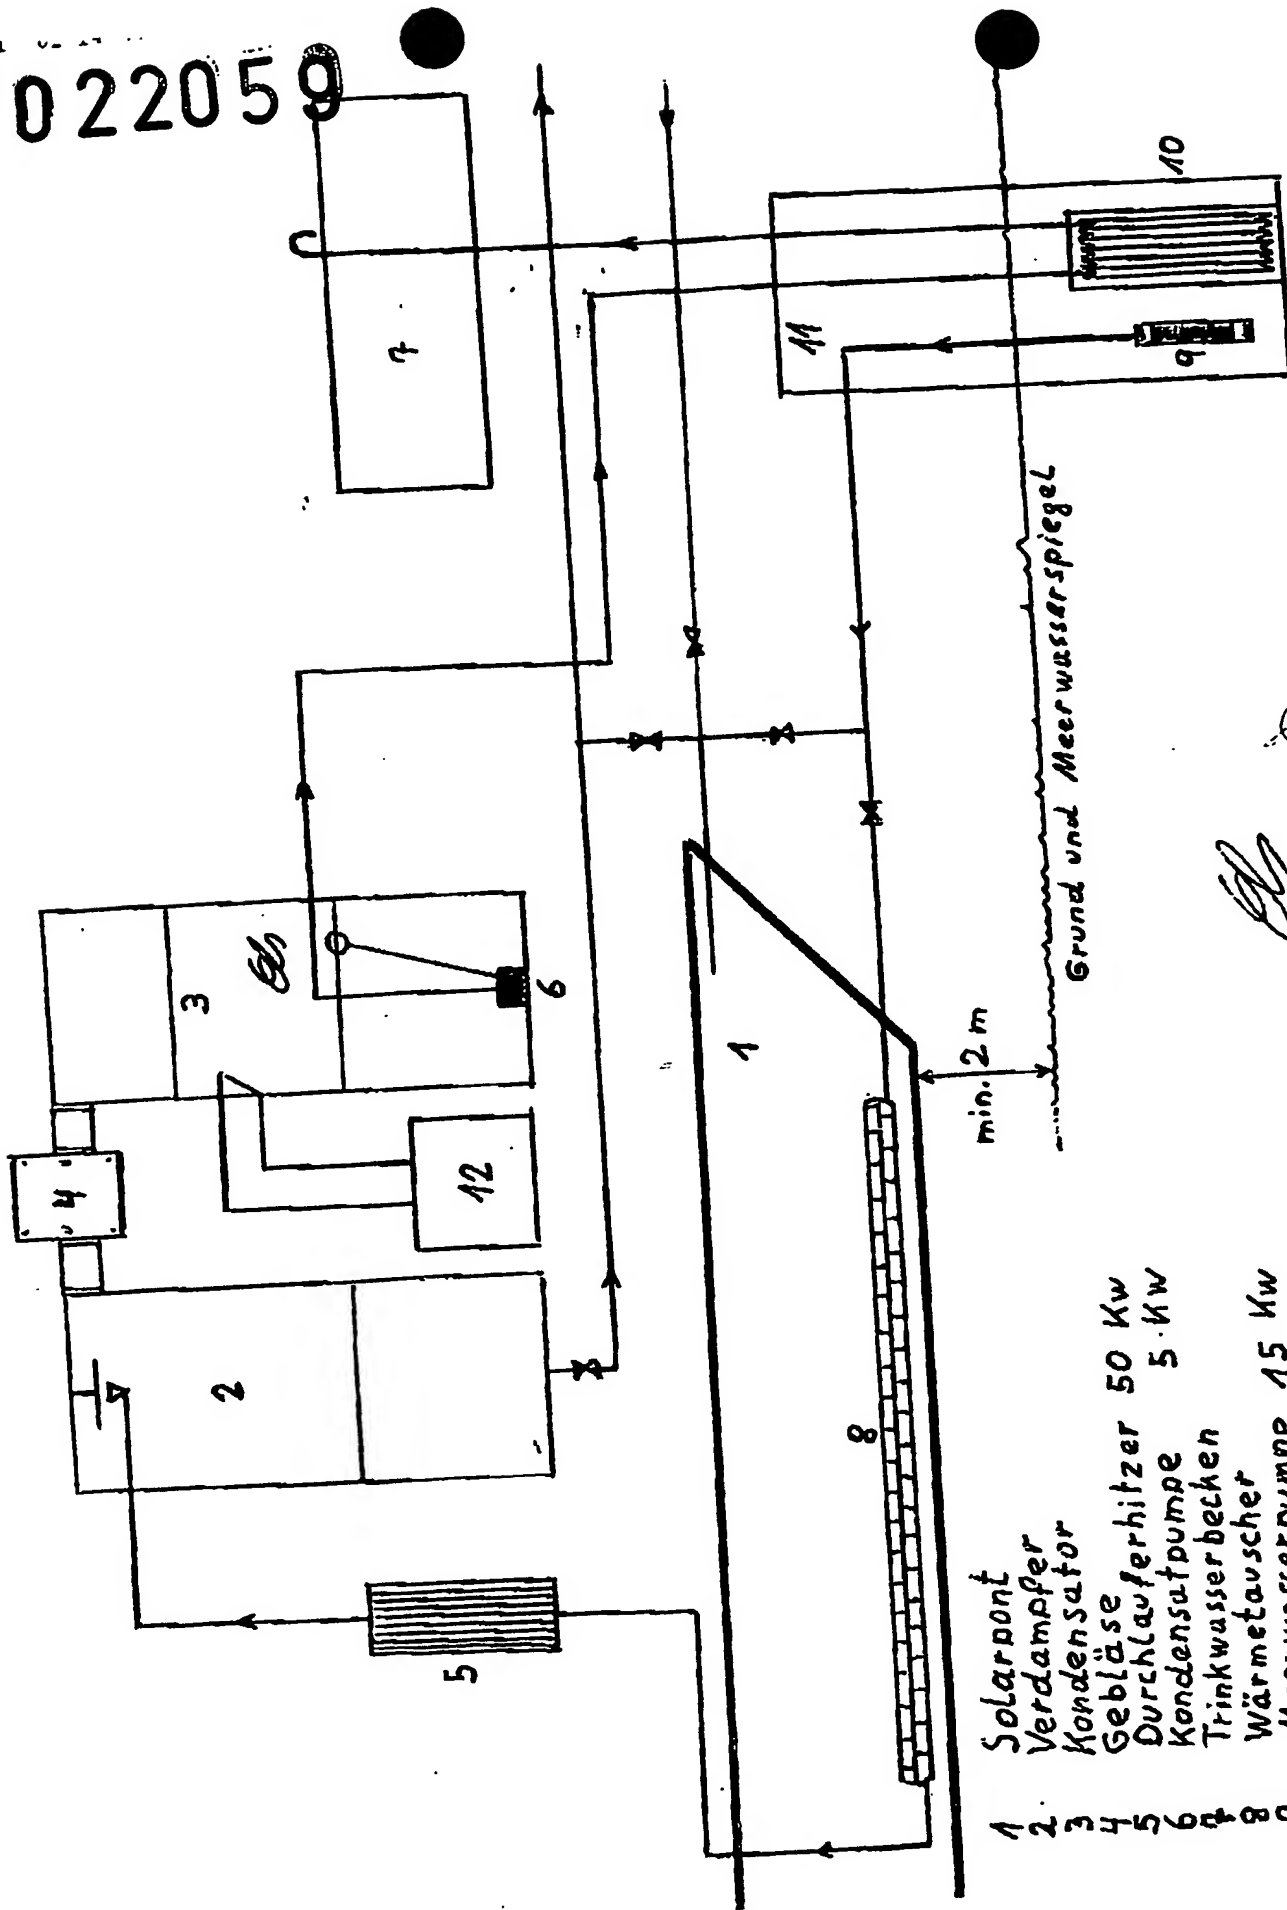 022059
7
10
11
9
3
6
4
12
2
5
1
8
min. 2 m
Grund und Meerwasserspiegel
1 Solarpont
2 Verdampfer
3 Kondensator
4 Gebläse 50 Kw
5 Durchlauferhitzer
6 Kondensatpumpe 5 Kw
7 Trinkwasserbecken
8 Wärmetauscher
15 Kw